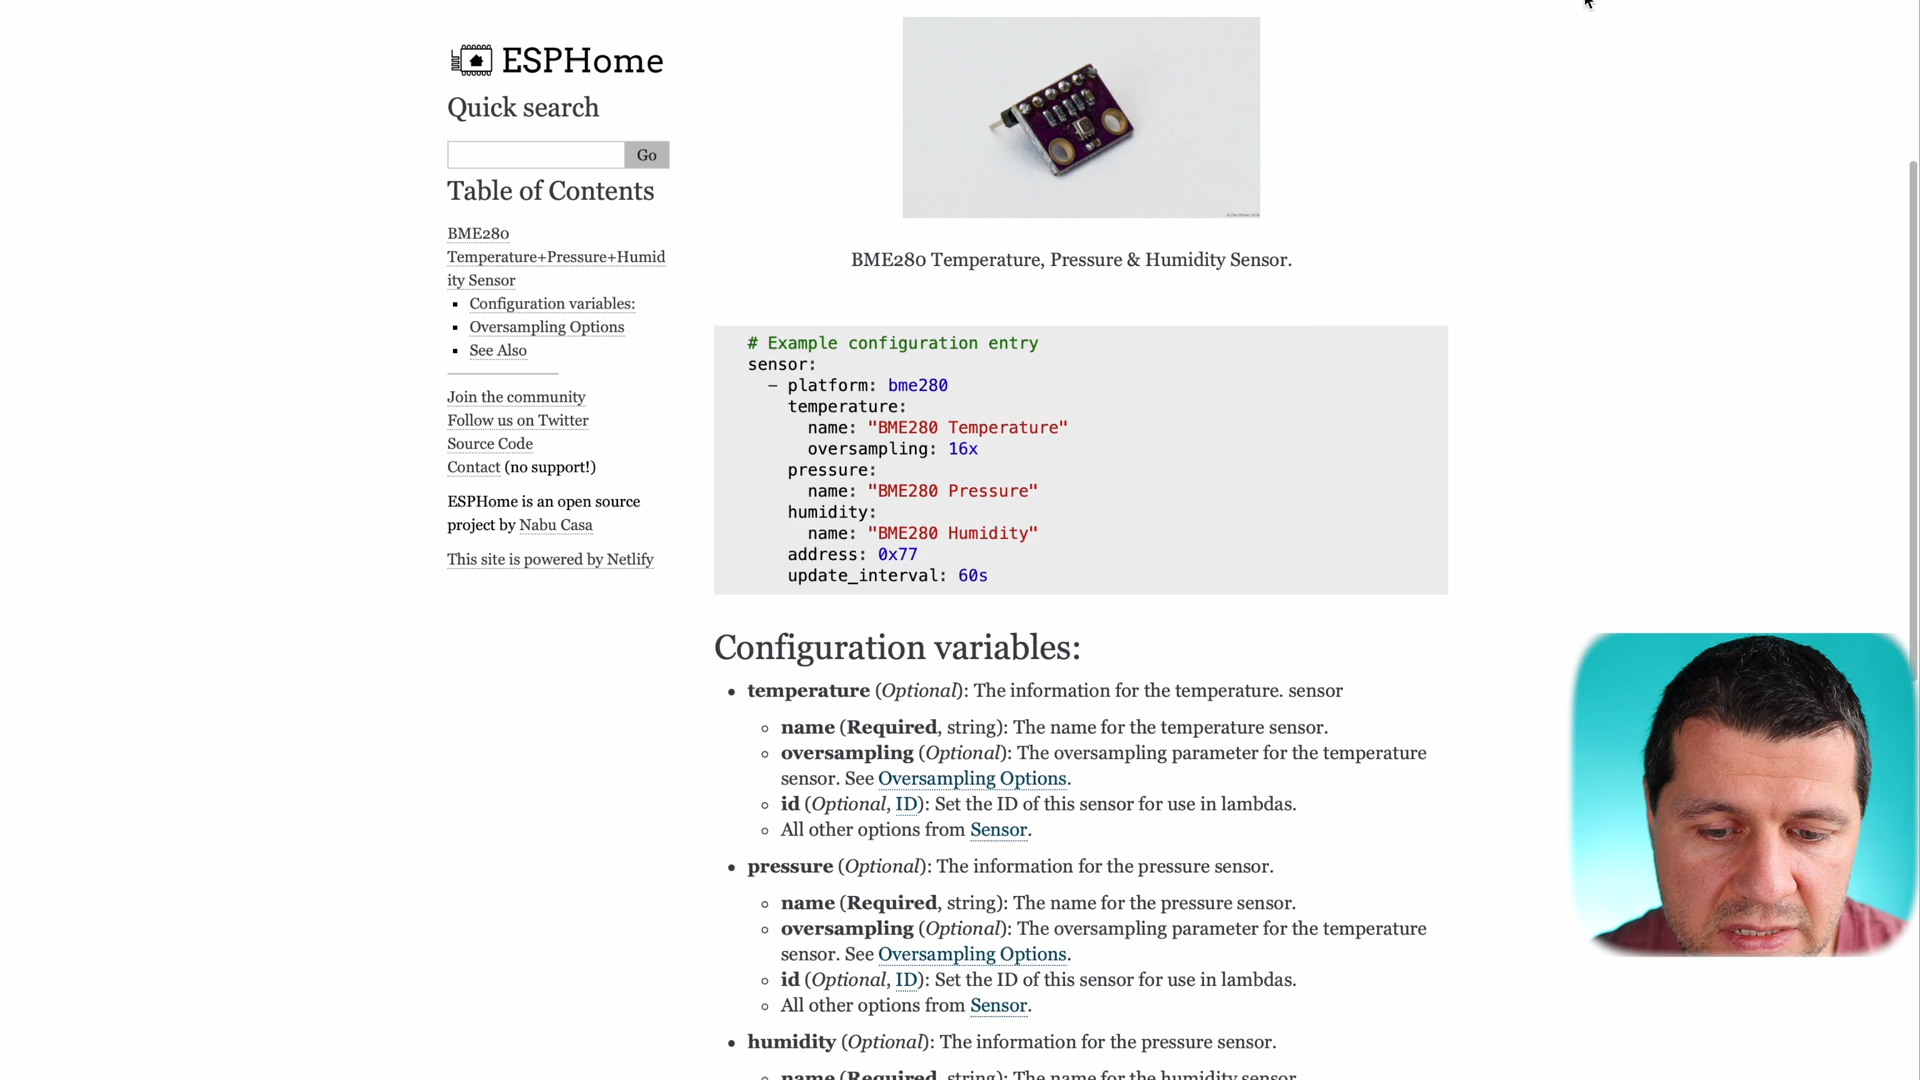 ESPHome
Quick search
Go
Table of Contents
BME280
Temperature+Pressure+Humid
ity Sensor
Configuration variables:
Oversampling Options
See Also
Join the community
Follow us on Twitter
Source Code
Contact (no support!)
ESPHome is an open source
project by Nabu Casa
This site is powered by Netlify
BME280 Temperature, Pressure & Humidity Sensor.
# Example configuration entry
sensor:
- platform: bme280
temperature:
name: "BME280 Temperature"
oversampling: 16x
pressure:
name: "BME280 Pressure"
humidity:
name: "BME280 Humidity"
address: 0x77
update_interval: 60s
Configuration variables:
temperature (Optional): The information for the temperature. sensor
name (Required, string): The name for the temperature sensor.
oversampling (Optional): The oversampling parameter for the temperature
sensor. See Oversampling Options.
id (Optional, ID): Set the ID of this sensor for use in lambdas.
All other options from Sensor.
pressure (Optional): The information for the pressure sensor.
name (Required, string): The name for the pressure sensor.
oversampling (Optional): The oversampling parameter for the temperature
sensor. See Oversampling Options.
id (Optional, ID): Set the ID of this sensor for use in lambdas.
All other options from Sensor.
humidity (Optional): The information for the pressure sensor.
name (Required, string): The name for the humidity sensor.